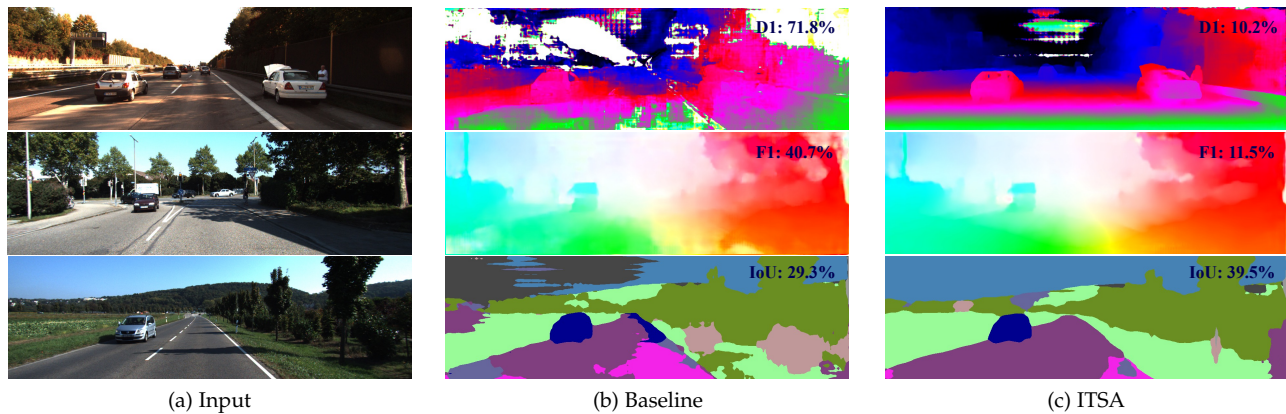 D1: 71.8%
D1: 10.2%
F1: 40.7%
F1: 11.5%
IoU: 29.3%
IoU: 39.5%
(a) Input
(b) Baseline
(c) ITSA